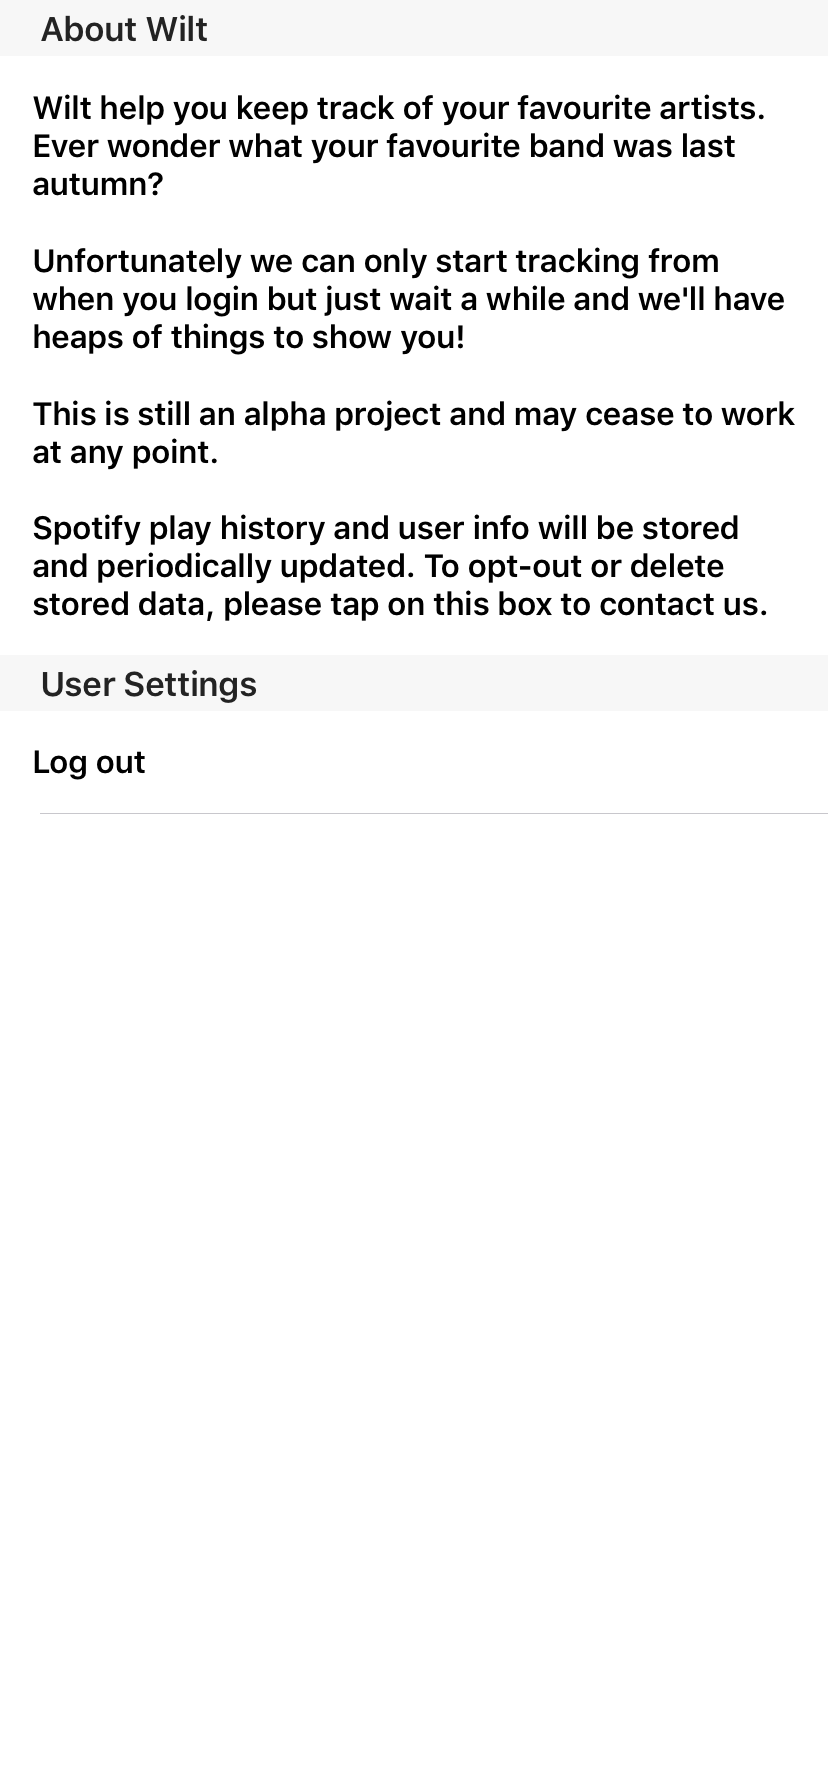 About Wilt
Wilt help you keep track of your favourite artists.
Ever wonder what your favourite band was last
autumn?
Unfortunately we can only start tracking from
when you login but just wait a while and we'll have
heaps of things to show you!
This is still an alpha project and may cease to work
at any point.
Spotify play history and user info will be stored
and periodically updated. To opt-out or delete
stored data, please tap on this box to contact us.
User Settings
Log out